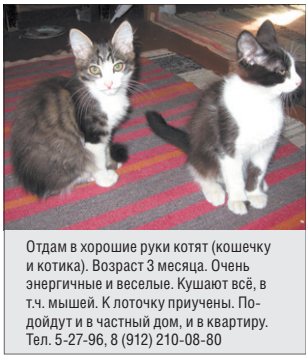 Отдам в хорошие руки котят (кошечку
и котика). Возраст 3 месяца. Очень
энергичные и веселые. Кушают всё, в
т.ч. мышей. К лоточку приучены. По-
дойдут и в частный дом, и в квартиру.
Тел. 5-27-96, 8 (912) 210-08-80